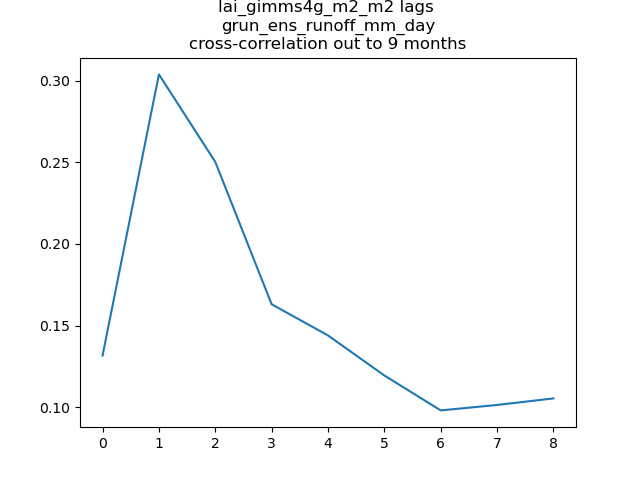 lai_gimms4g_m2_m2 lags
grun_ens_runoff_mm_day
cross-correlation out to 9 months
0.30
0.25
0.20
0.15
0.10
0 1 2 3 4 5 6 7 8